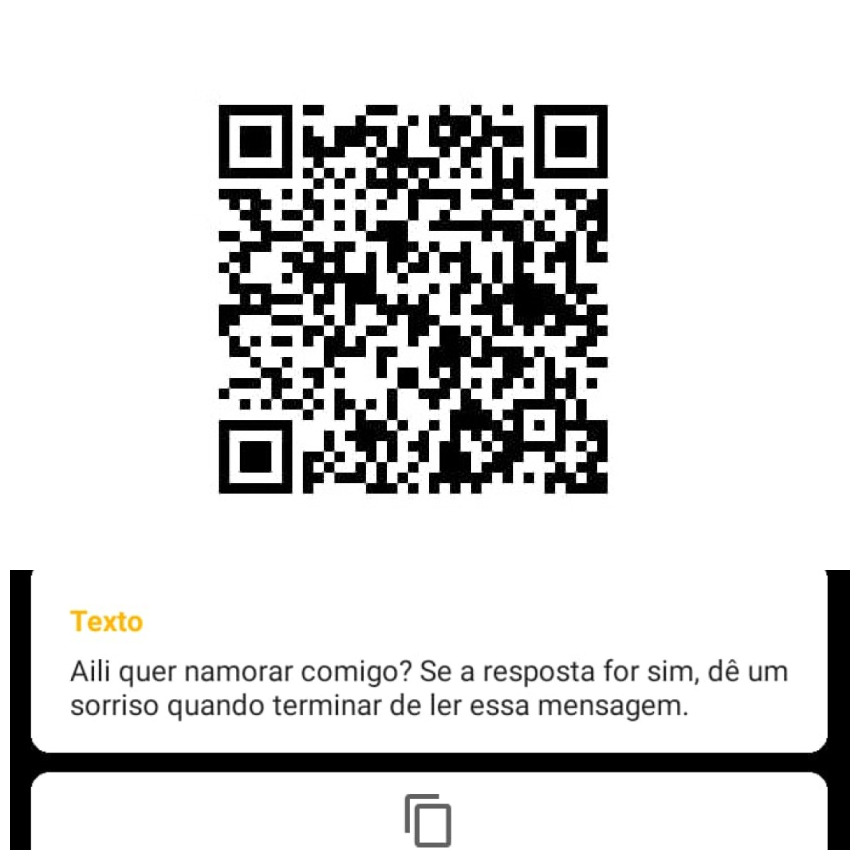 Texto
Aili quer namorar comigo? Se a resposta for sim, dê um
sorriso quando terminar de ler essa mensagem.